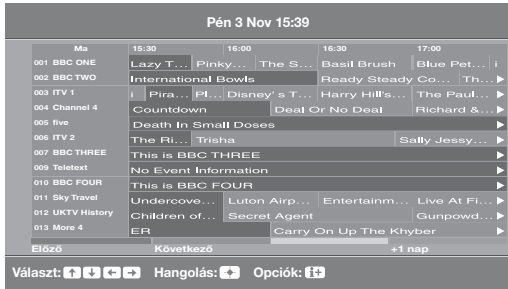 Pén 3 Nov 15:39
Ma 15:30 16:00 16:30 17:00
001 BBC ONE Lazy T... Pinky... The S... Basil Brush Blue Pet... i
002 BBC TWO International Bowls Ready Steady Co... Th...
003 ITV 1 i Pira... Pl... Disney's T... Harry Hill's... The Paul...
004 Channel 4 Countdown Deal Or No Deal Richard &...
005 five Death In Small Doses
006 ITV 2 The Ri... Trisha Sally Jessy...
007 BBC THREE This is BBC THREE
009 Teletext No Event Information
010 BBC FOUR This is BBC FOUR
011 Sky Travel Undercove... Luton Airp... Entertainm... Live At Fi...
012 UKTV History Children of... Secret Agent Gunpowd...
013 More 4 ER Carry On Up The Khyber
Előző Következő +1 nap
Választ: Hangolás: Opciók: i+